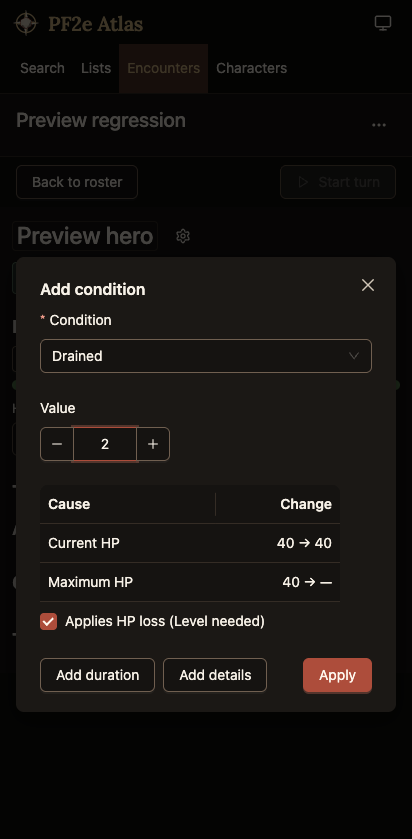 PF2e Atlas
Search Lists Encounters Characters
Preview regression
Back to roster Start turn
Preview hero
Add condition
* Condition
Drained
Value
− 2 +
Cause Change
Current HP 40 → 40
Maximum HP 40 → —
Applies HP loss (Level needed)
Add duration Add details Apply